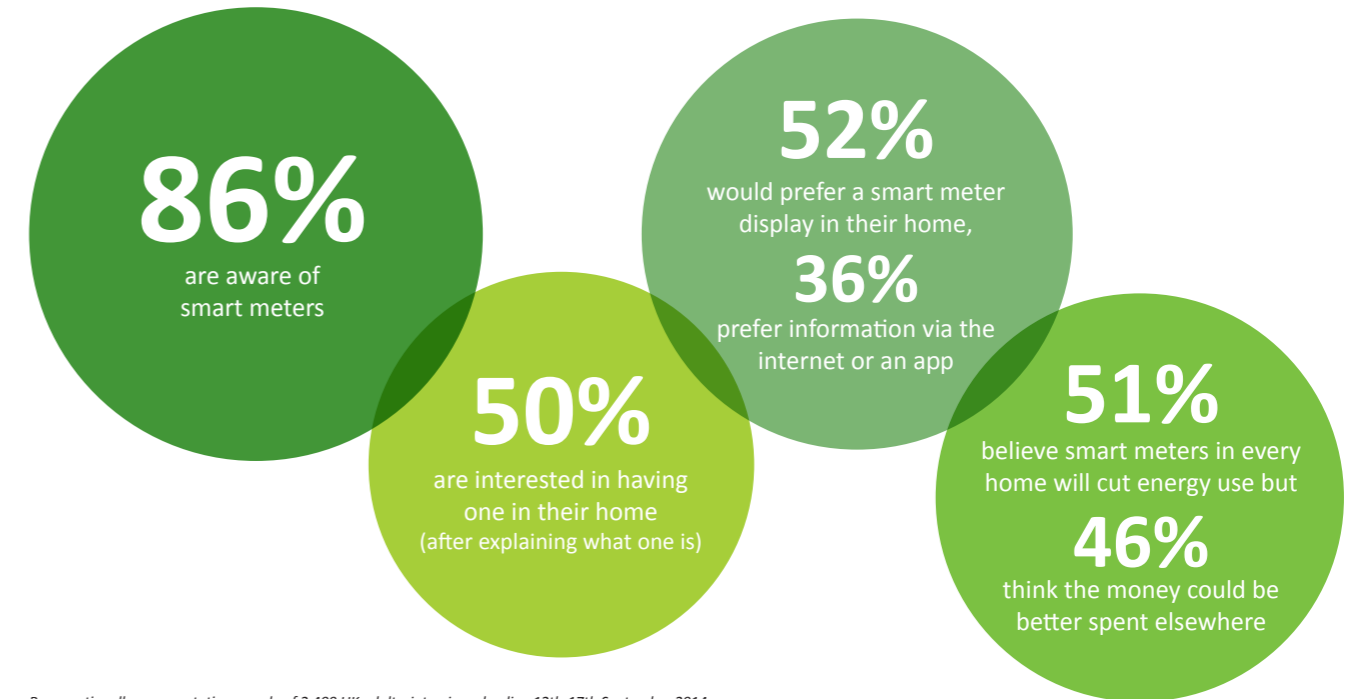 86%
are aware of
smart meters
50%
are interested in having
one in their home
(after explaining what one is)
52%
would prefer a smart meter
display in their home,
36%
prefer information via the
internet or an app
51%
believe smart meters in every
home will cut energy use but
46%
think the money could be
better spent elsewhere